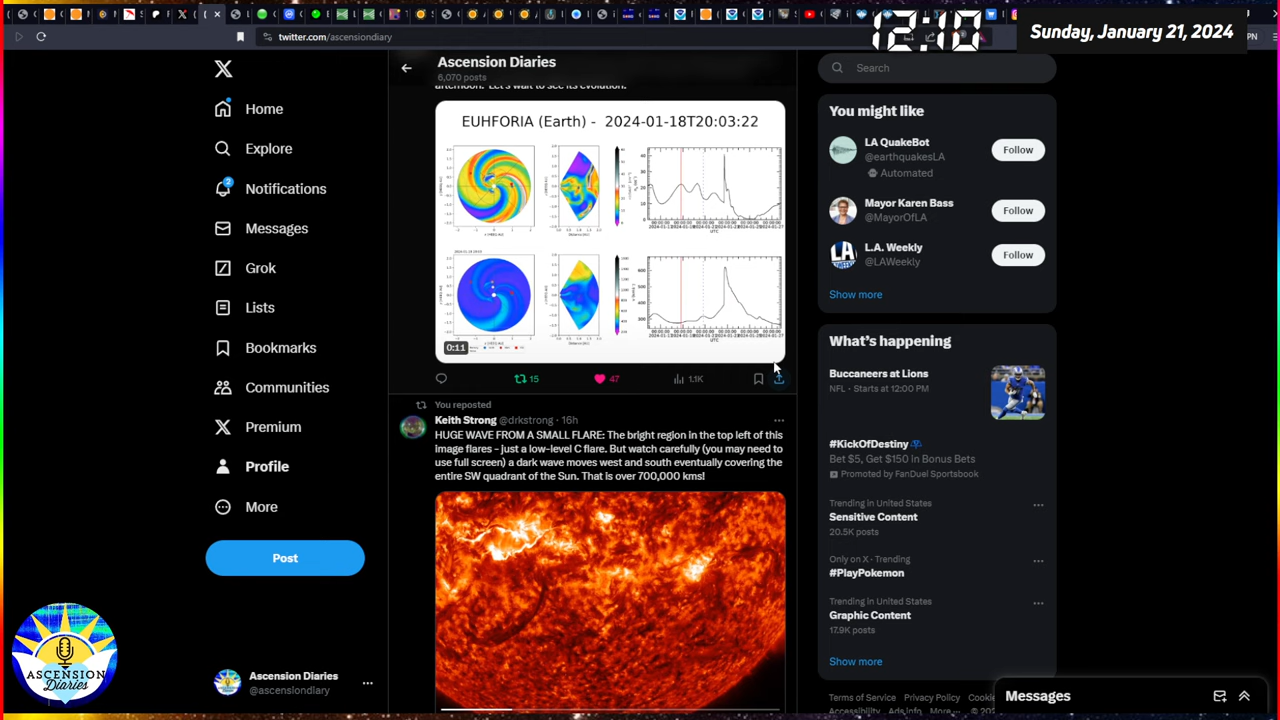 12:10
Sunday, January 21, 2024
twitter.com/ascensiondiary
Home
Explore
2
Notifications
Messages
Grok
Lists
Bookmarks
Communities
Premium
Profile
More
Post
ASCENSION
Diaries
Ascension Diaries
@ascensiondiary
Ascension Diaries
6,070 posts
afternoon. Let's wait to see its evolution.
EUHFORIA (Earth) - 2024-01-18T20:03:22
0:11
15
47
1.1K
You reposted
Keith Strong @drkstrong · 16h
HUGE WAVE FROM A SMALL FLARE: The bright region in the top left of this
image flares - just a low-level C flare. But watch carefully (you may need to
use full screen) a dark wave moves west and south eventually covering the
entire SW quadrant of the Sun. That is over 700,000 kms!
Search
You might like
LA QuakeBot
@earthquakesLA
Automated
Follow
Mayor Karen Bass
@MayorOfLA
Follow
L.A. Weekly
@LAWeekly
Follow
Show more
What's happening
Buccaneers at Lions
NFL · Starts at 12:00 PM
#KickOfDestiny
Bet $5, Get $150 in Bonus Bets
Promoted by FanDuel Sportsbook
Trending in United States
Sensitive Content
20.5K posts
Only on X · Trending
#PlayPokemon
Trending in United States
Graphic Content
17.9K posts
Show more
Terms of Service Privacy Policy
Messages